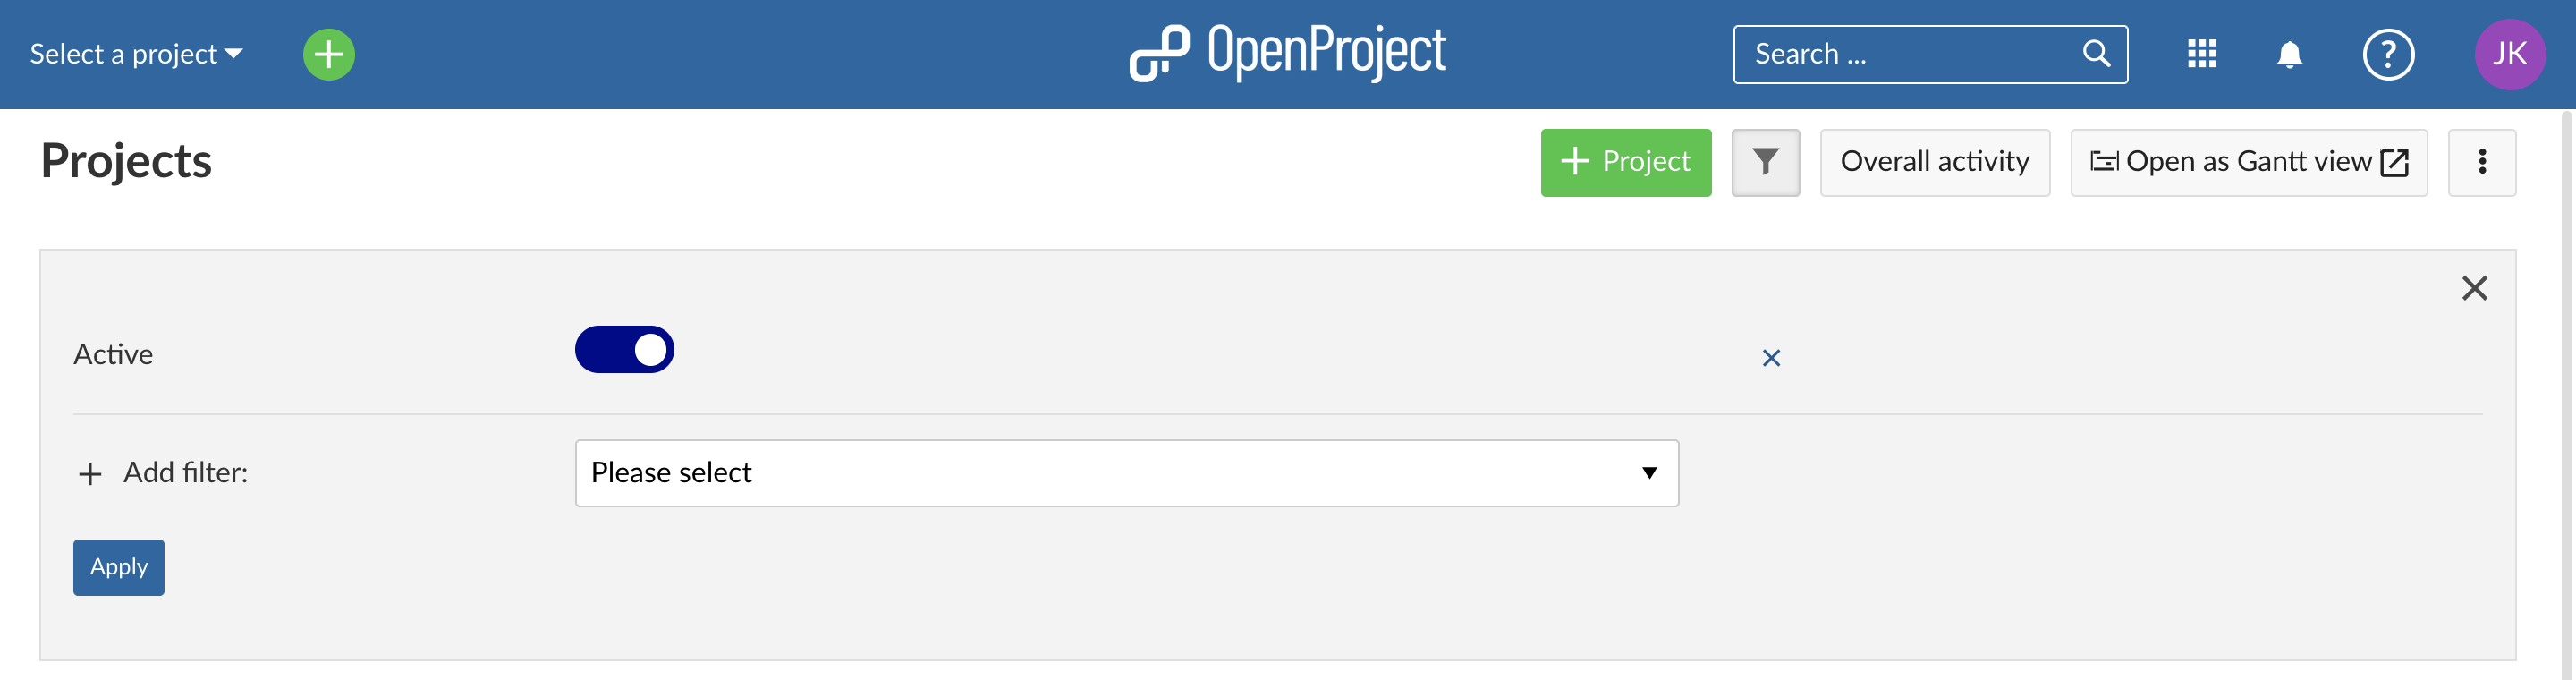 Select a project
OpenProject
Search ...
?
JK
Projects
+ Project
Overall activity
Open as Gantt view
Active
+ Add filter:
Please select
Apply